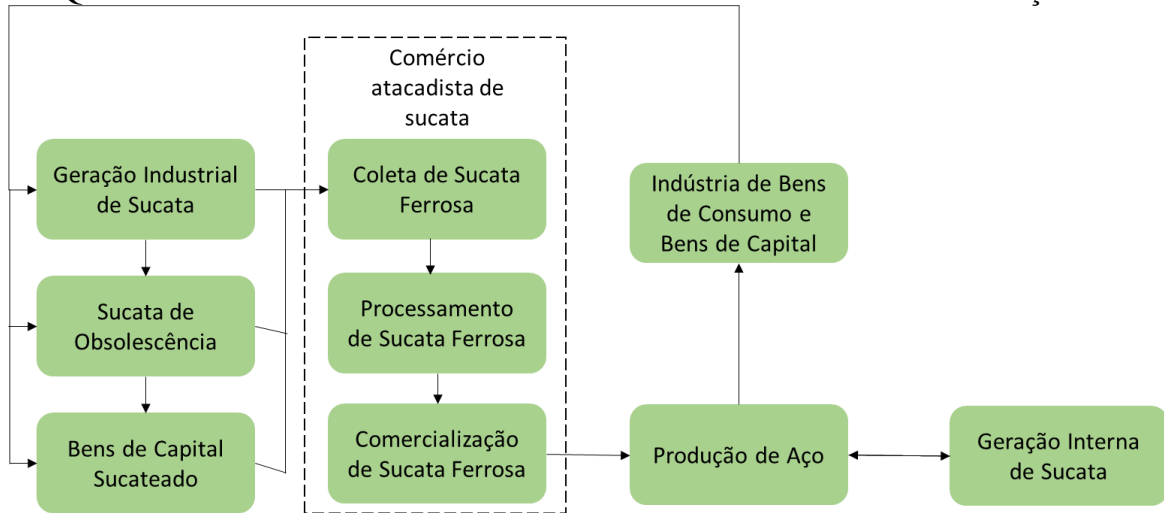 Comércio
atacadista de
sucata
Geração Industrial
de Sucata
Coleta de Sucata
Ferrosa
Indústria de Bens
de Consumo e
Bens de Capital
Sucata de
Obsolescência
Processamento
de Sucata Ferrosa
Bens de Capital
Sucateado
Comercialização
de Sucata Ferrosa
Produção de Aço
Geração Interna
de Sucata